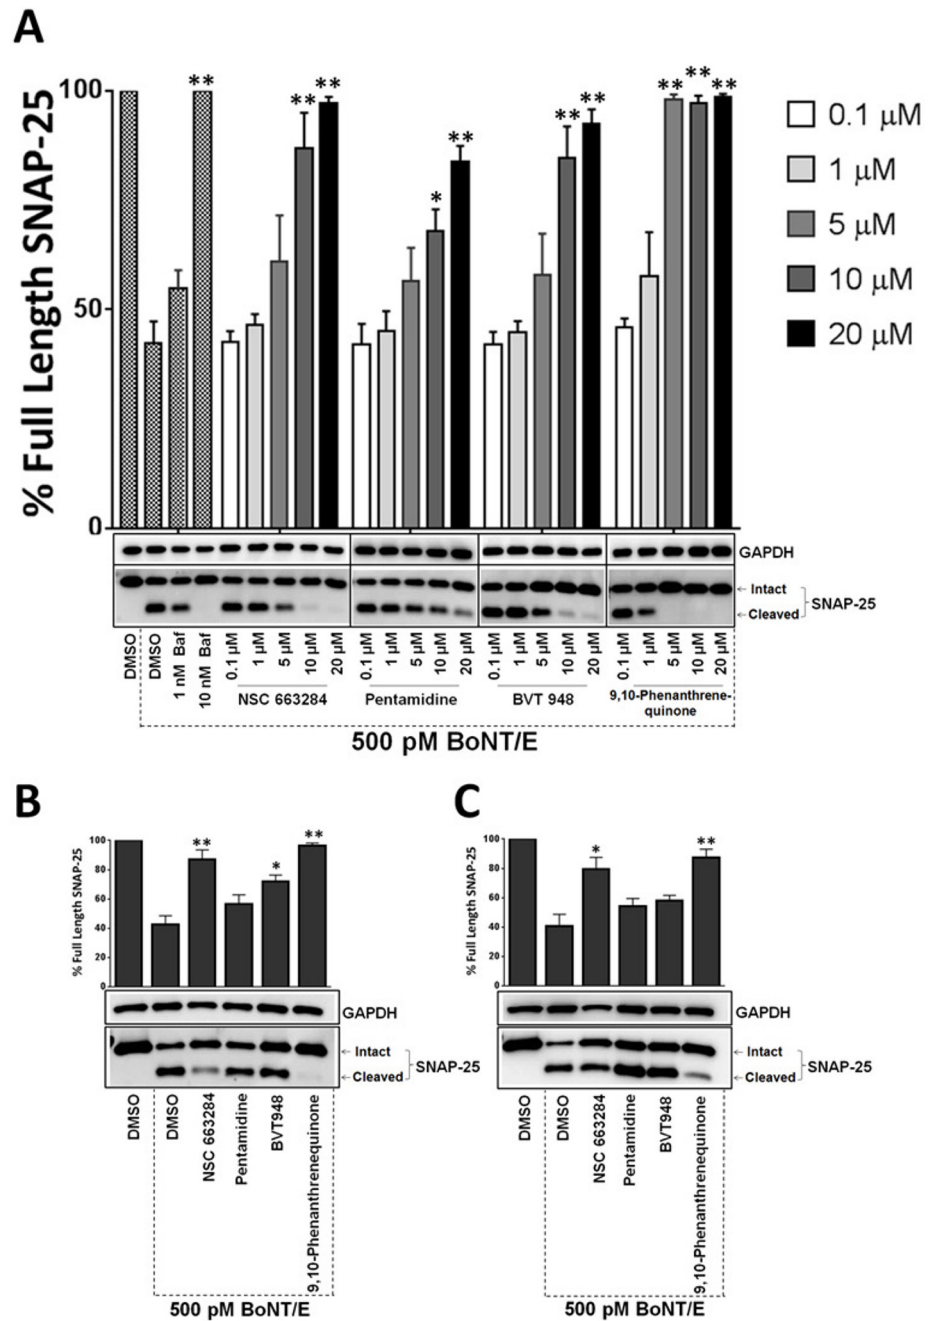 A
% Full Length SNAP-25
100
50
0
**
**
**
*
**
**
**
**
**
**
0.1 µM
1 µM
5 µM
10 µM
20 µM
GAPDH
Intact
Cleaved
SNAP-25
DMSO
DMSO
1 nM Baf
10 nM Baf
0.1 µM
1 µM
5 µM
10 µM
20 µM
0.1 µM
1 µM
5 µM
10 µM
20 µM
0.1 µM
1 µM
5 µM
10 µM
20 µM
0.1 µM
1 µM
5 µM
10 µM
20 µM
NSC 663284
Pentamidine
BVT 948
9,10-Phenanthrene-
quinone
500 pM BoNT/E
B
% Full Length SNAP-25
100
80
60
40
20
0
**
*
**
GAPDH
Intact
Cleaved
SNAP-25
DMSO
DMSO
NSC 663284
Pentamidine
BVT948
9,10-Phenanthrenequinone
500 pM BoNT/E
C
% Full Length SNAP-25
100
80
60
40
20
0
*
**
GAPDH
Intact
Cleaved
SNAP-25
DMSO
DMSO
NSC 663284
Pentamidine
BVT948
9,10-Phenanthrenequinone
500 pM BoNT/E